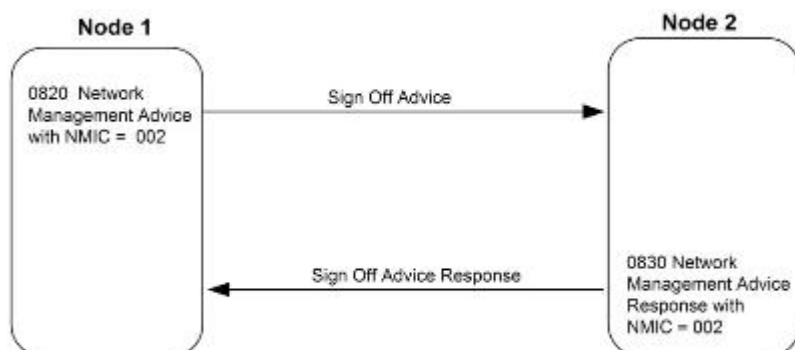 Node 1
Node 2
0820 Network
Management Advice
with NMIC = 002
Sign Off Advice
Sign Off Advice Response
0830 Network
Management Advice
Response with
NMIC = 002